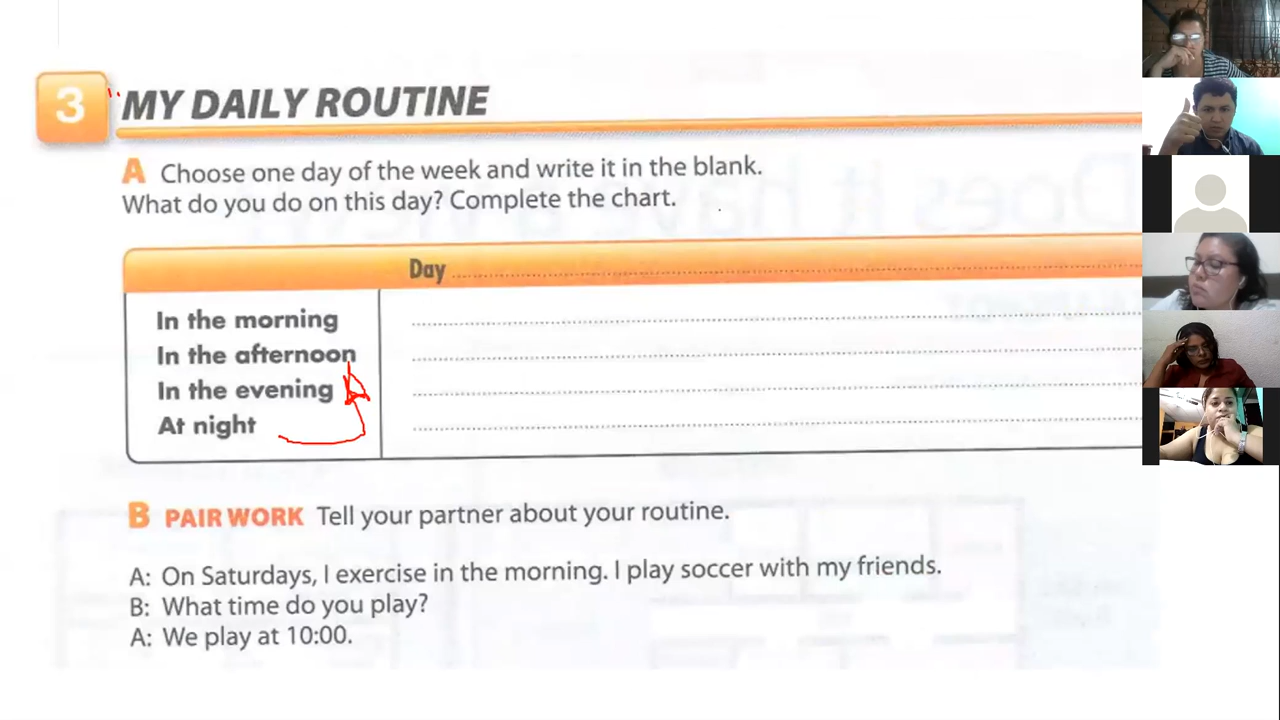 3 MY DAILY ROUTINE
A Choose one day of the week and write it in the blank.
What do you do on this day? Complete the chart.
Day
In the morning
In the afternoon
In the evening
At night
B PAIR WORK Tell your partner about your routine.
A: On Saturdays, I exercise in the morning. I play soccer with my friends.
B: What time do you play?
A: We play at 10:00.